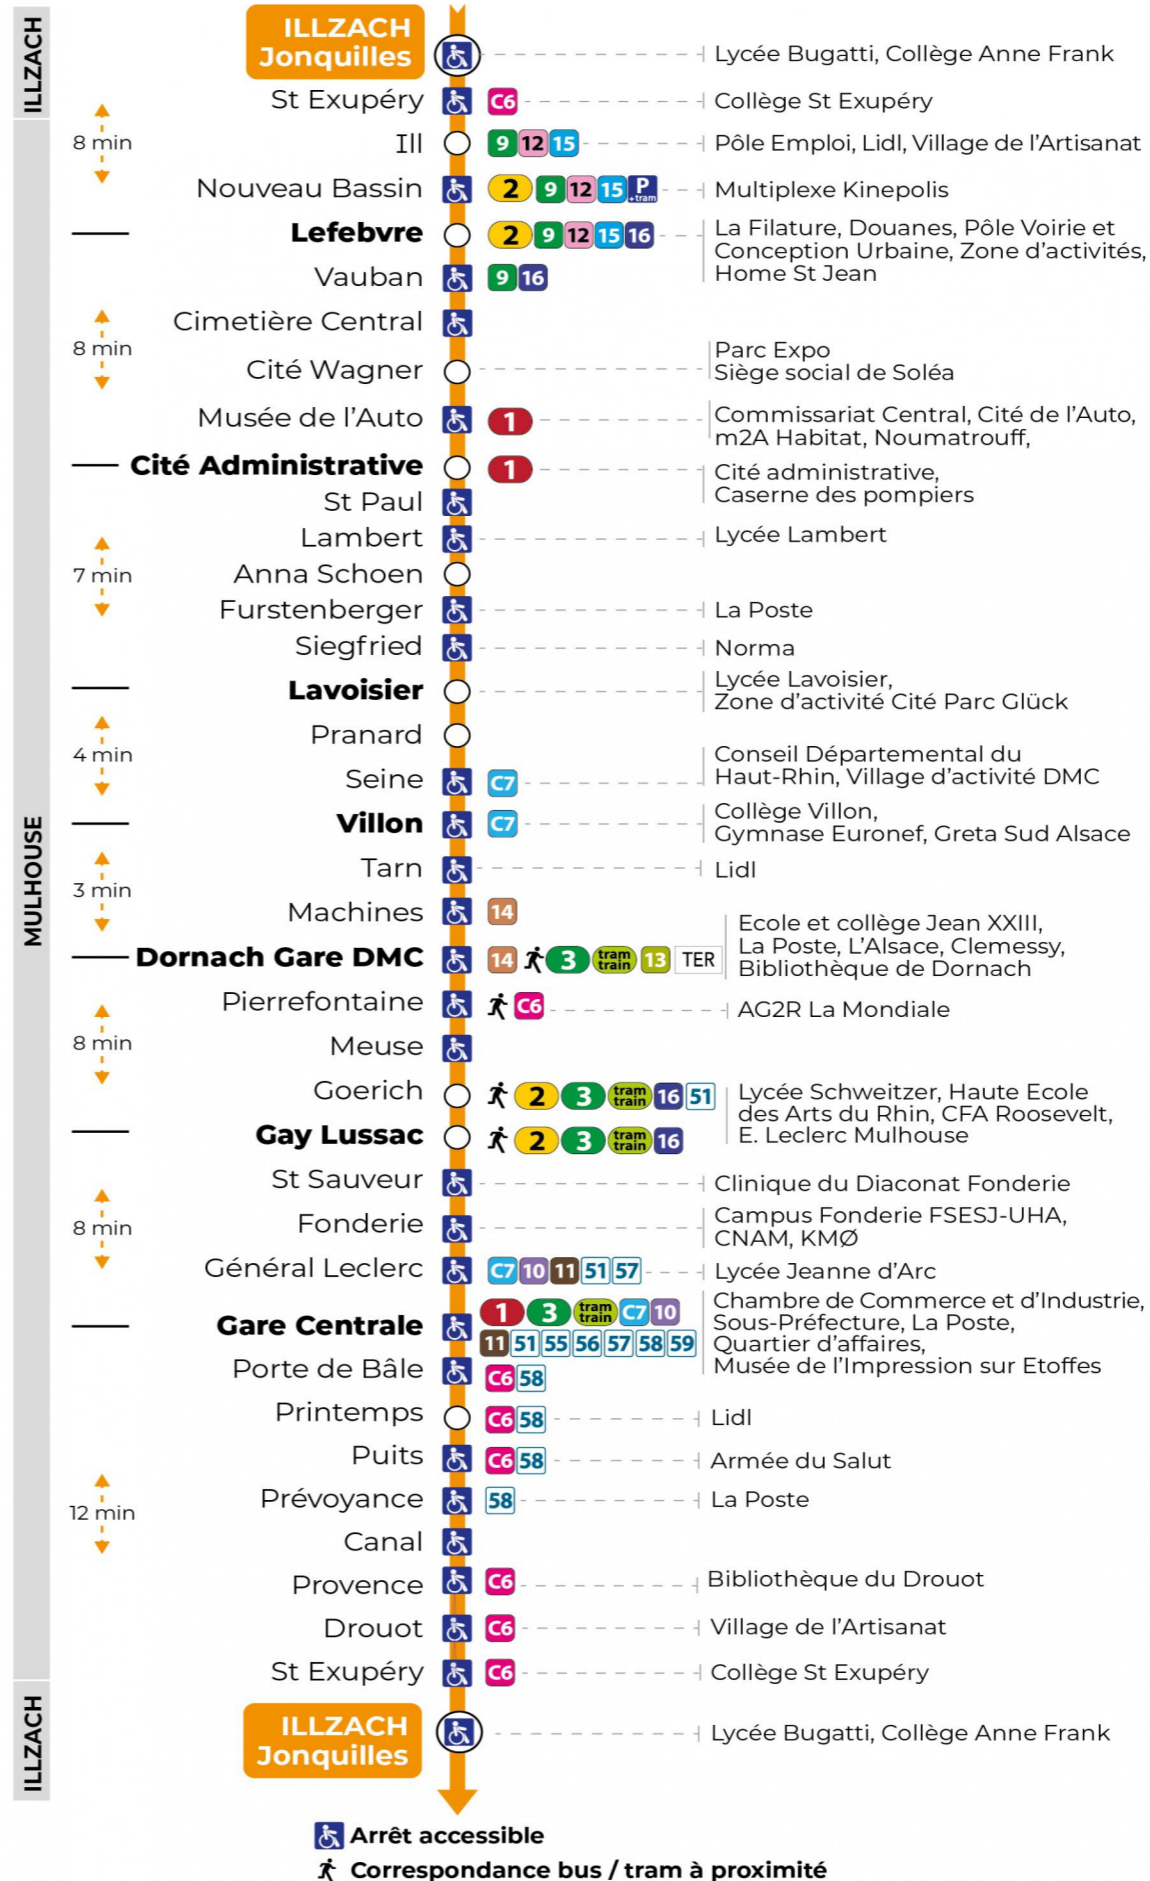 ILLZACH
ILLZACH
Jonquilles
Lycée Bugatti, Collège Anne Frank
St Exupéry C6 Collège St Exupéry
MULHOUSE
8 min
Ill 9 12 15 Pôle Emploi, Lidl, Village de l'Artisanat
Nouveau Bassin 2 9 12 15 P +tram Multiplexe Kinepolis
Lefebvre 2 9 12 15 16 La Filature, Douanes, Pôle Voirie et
Conception Urbaine, Zone d'activités,
Home St Jean
Vauban 9 16
Cimetière Central
8 min
Cité Wagner Parc Expo
Siège social de Soléa
Musée de l'Auto 1 Commissariat Central, Cité de l'Auto,
m2A Habitat, Noumatrouff,
Cité Administrative 1 Cité administrative,
Caserne des pompiers
St Paul
Lambert Lycée Lambert
7 min
Anna Schoen
Furstenberger La Poste
Siegfried Norma
Lavoisier Lycée Lavoisier,
Zone d'activité Cité Parc Glück
Pranard
4 min
Seine C7 Conseil Départemental du
Haut-Rhin, Village d'activité DMC
Villon C7 Collège Villon,
Gymnase Euronef, Greta Sud Alsace
Tarn Lidl
3 min
Machines 14
Dornach Gare DMC 14 3 tram train 13 TER Ecole et collège Jean XXIII,
La Poste, L'Alsace, Clemessy,
Bibliothèque de Dornach
Pierrefontaine C6 AG2R La Mondiale
8 min
Meuse
Goerich 2 3 tram train 16 51 Lycée Schweitzer, Haute Ecole
des Arts du Rhin, CFA Roosevelt,
E. Leclerc Mulhouse
Gay Lussac 2 3 tram train 16
St Sauveur Clinique du Diaconat Fonderie
8 min
Fonderie Campus Fonderie FSESJ-UHA,
CNAM, KMØ
Général Leclerc C7 10 11 51 57 Lycée Jeanne d'Arc
Gare Centrale 1 3 tram train C7 10
11 51 55 56 57 58 59
Chambre de Commerce et d'Industrie,
Sous-Préfecture, La Poste,
Quartier d'affaires,
Musée de l'Impression sur Etoffes
Porte de Bâle C6 58
Printemps C6 58 Lidl
Puits C6 58 Armée du Salut
12 min
Prévoyance 58 La Poste
Canal
Provence C6 Bibliothèque du Drouot
Drouot C6 Village de l'Artisanat
St Exupéry C6 Collège St Exupéry
ILLZACH
ILLZACH
Jonquilles
Lycée Bugatti, Collège Anne Frank
Arrêt accessible
Correspondance bus / tram à proximité